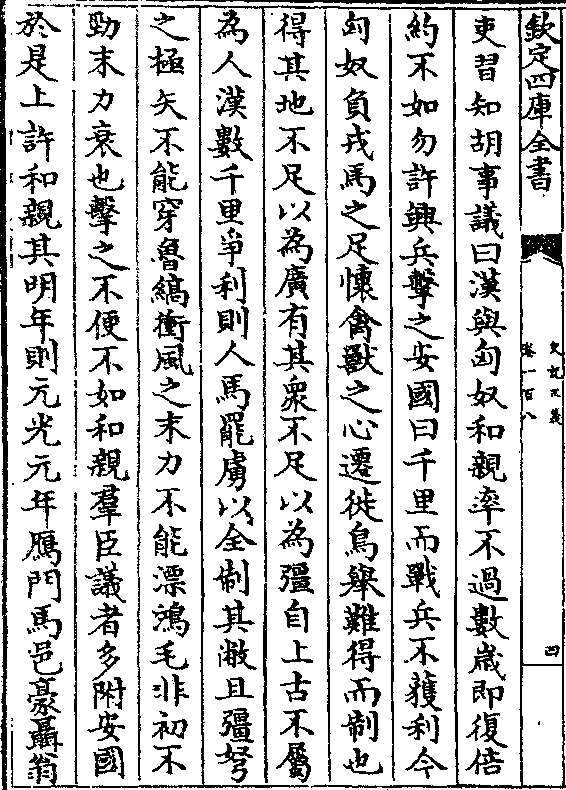 欽定四庫全書
史記正義
卷一百八
四
吏習知胡事議曰漢與匈奴和親率不過數歲即復倍
約不如勿許興兵擊之安國曰千里而戰兵不獲利今
匈奴負戎馬之足懷禽獸之心遷徙鳥舉難得而制也
得其地不足以為廣有其衆不足以為彊自上古不屬
為人漢數千里爭利則人馬罷虜以全制其敝且彊弩
之極矢不能穿魯縞衝風之末力不能漂鴻毛非初不
勁末力衰也擊之不便不如和親羣臣議者多附安國
於是上許和親其明年則元光元年鴈門馬邑豪聶翁